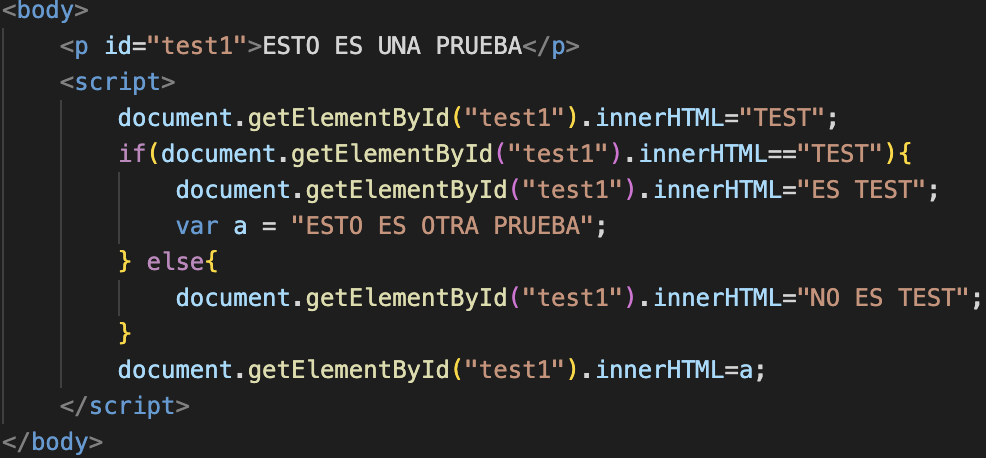 <body>
<p id="test1">ESTO ES UNA PRUEBA</p>
<script>
document.getElementById("test1").innerHTML="TEST";
if(document.getElementById("test1").innerHTML=="TEST"){
document.getElementById("test1").innerHTML="ES TEST";
var a = "ESTO ES OTRA PRUEBA";
} else{
document.getElementById("test1").innerHTML="NO ES TEST";
}
document.getElementById("test1").innerHTML=a;
</script>
</body>